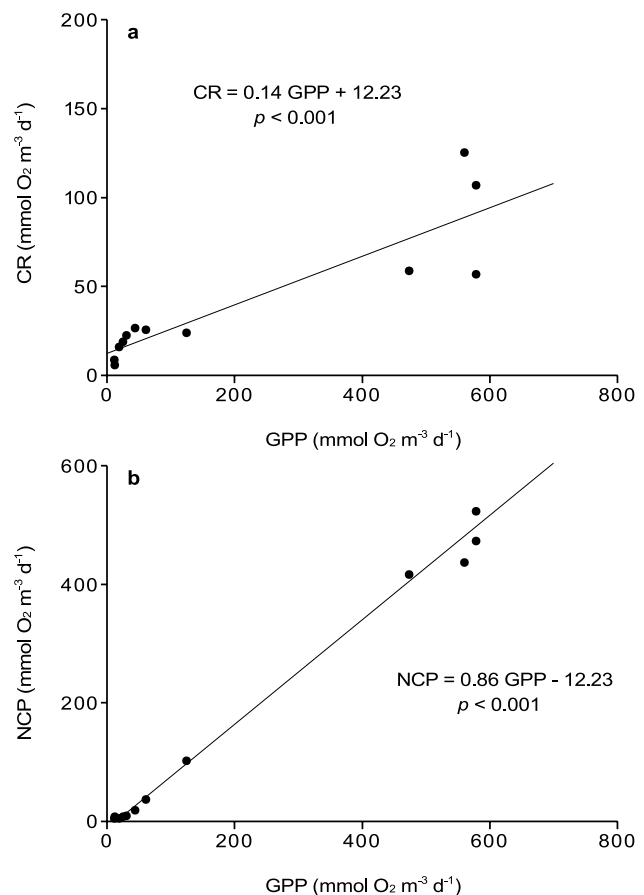 a
CR = 0.14 GPP + 12.23
p < 0.001
200
150
100
50
0
0
200
400
600
800
CR (mmol O₂ m⁻³ d⁻¹)
GPP (mmol O₂ m⁻³ d⁻¹)
b
NCP = 0.86 GPP - 12.23
p < 0.001
600
400
200
0
0
200
400
600
800
NCP (mmol O₂ m⁻³ d⁻¹)
GPP (mmol O₂ m⁻³ d⁻¹)